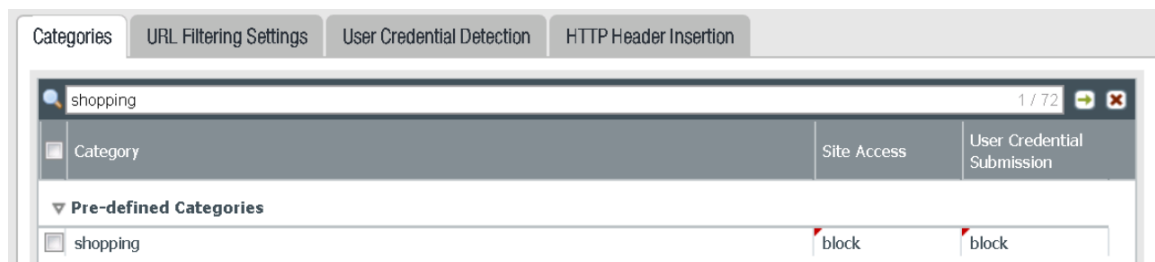 Categories URL Filtering Settings User Credential Detection HTTP Header Insertion
shopping 1 / 72
Category Site Access User Credential Submission
Pre-defined Categories
shopping block block